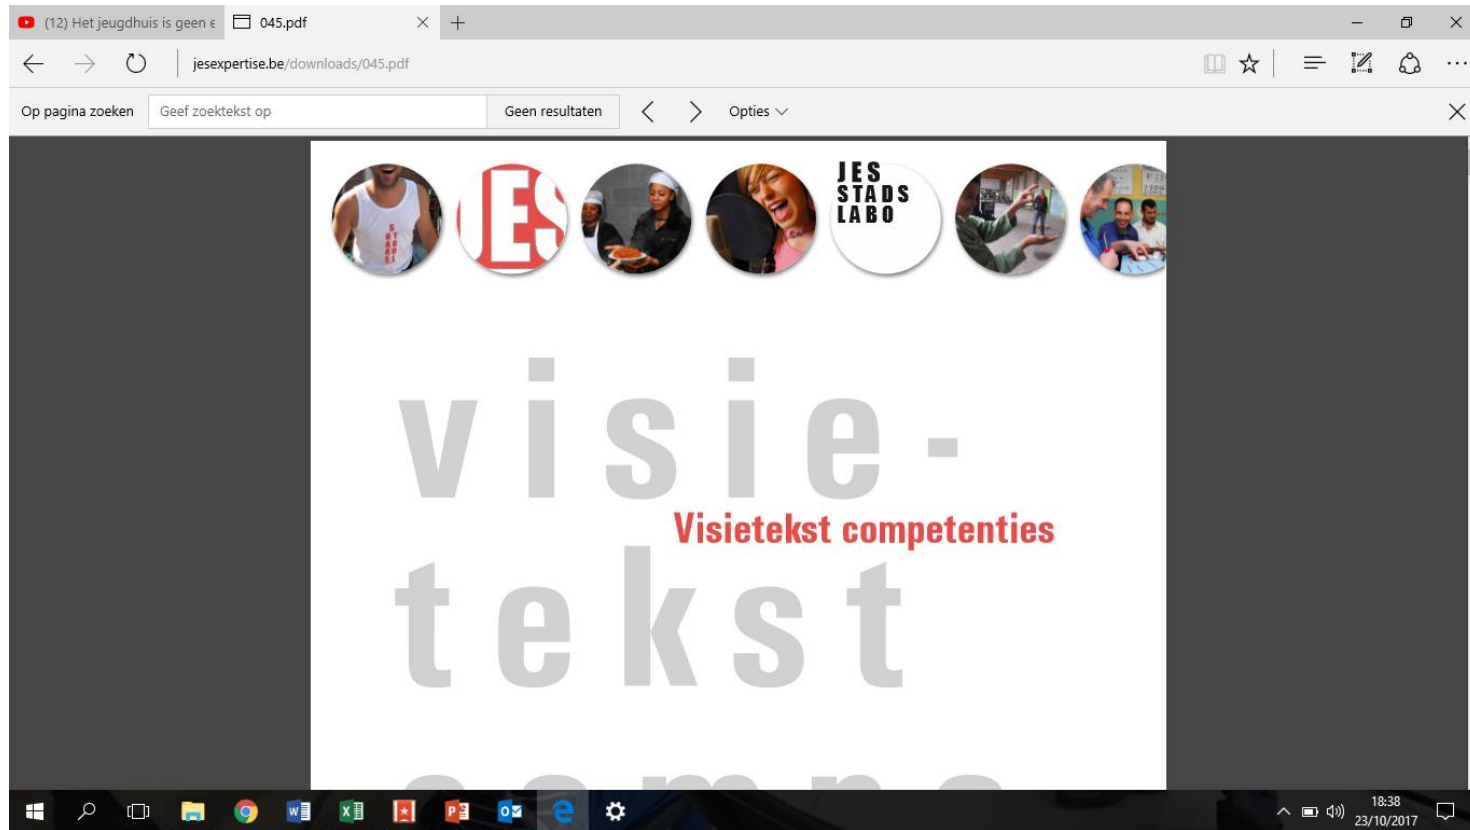 (12) Het jeugdhuis is geen e
045.pdf
jesexpertise.be/downloads/045.pdf
Op pagina zoeken
Geef zoektekst op
Geen resultaten
Opties
JES
JES
STADS
LABO
visie-
Visietekst competenties
tekst
18:38
23/10/2017